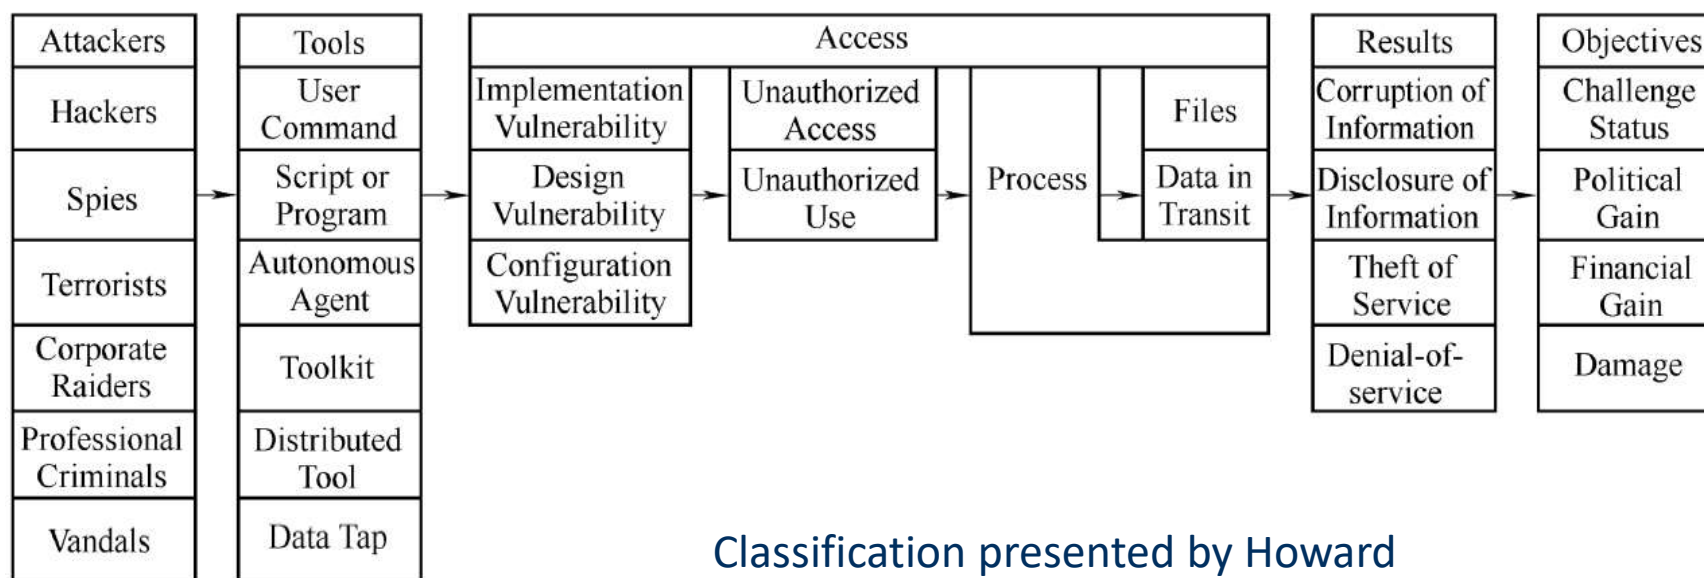 Attackers
Hackers
Spies
Terrorists
Corporate
Raiders
Professional
Criminals
Vandals
Tools
User
Command
Script or
Program
Autonomous
Agent
Toolkit
Distributed
Tool
Data Tap
Access
Implementation
Vulnerability
Design
Vulnerability
Configuration
Vulnerability
Unauthorized
Access
Unauthorized
Use
Process
Files
Data in
Transit
Results
Corruption of
Information
Disclosure of
Information
Theft of
Service
Denial-of-
service
Objectives
Challenge
Status
Political
Gain
Financial
Gain
Damage
Classification presented by Howard